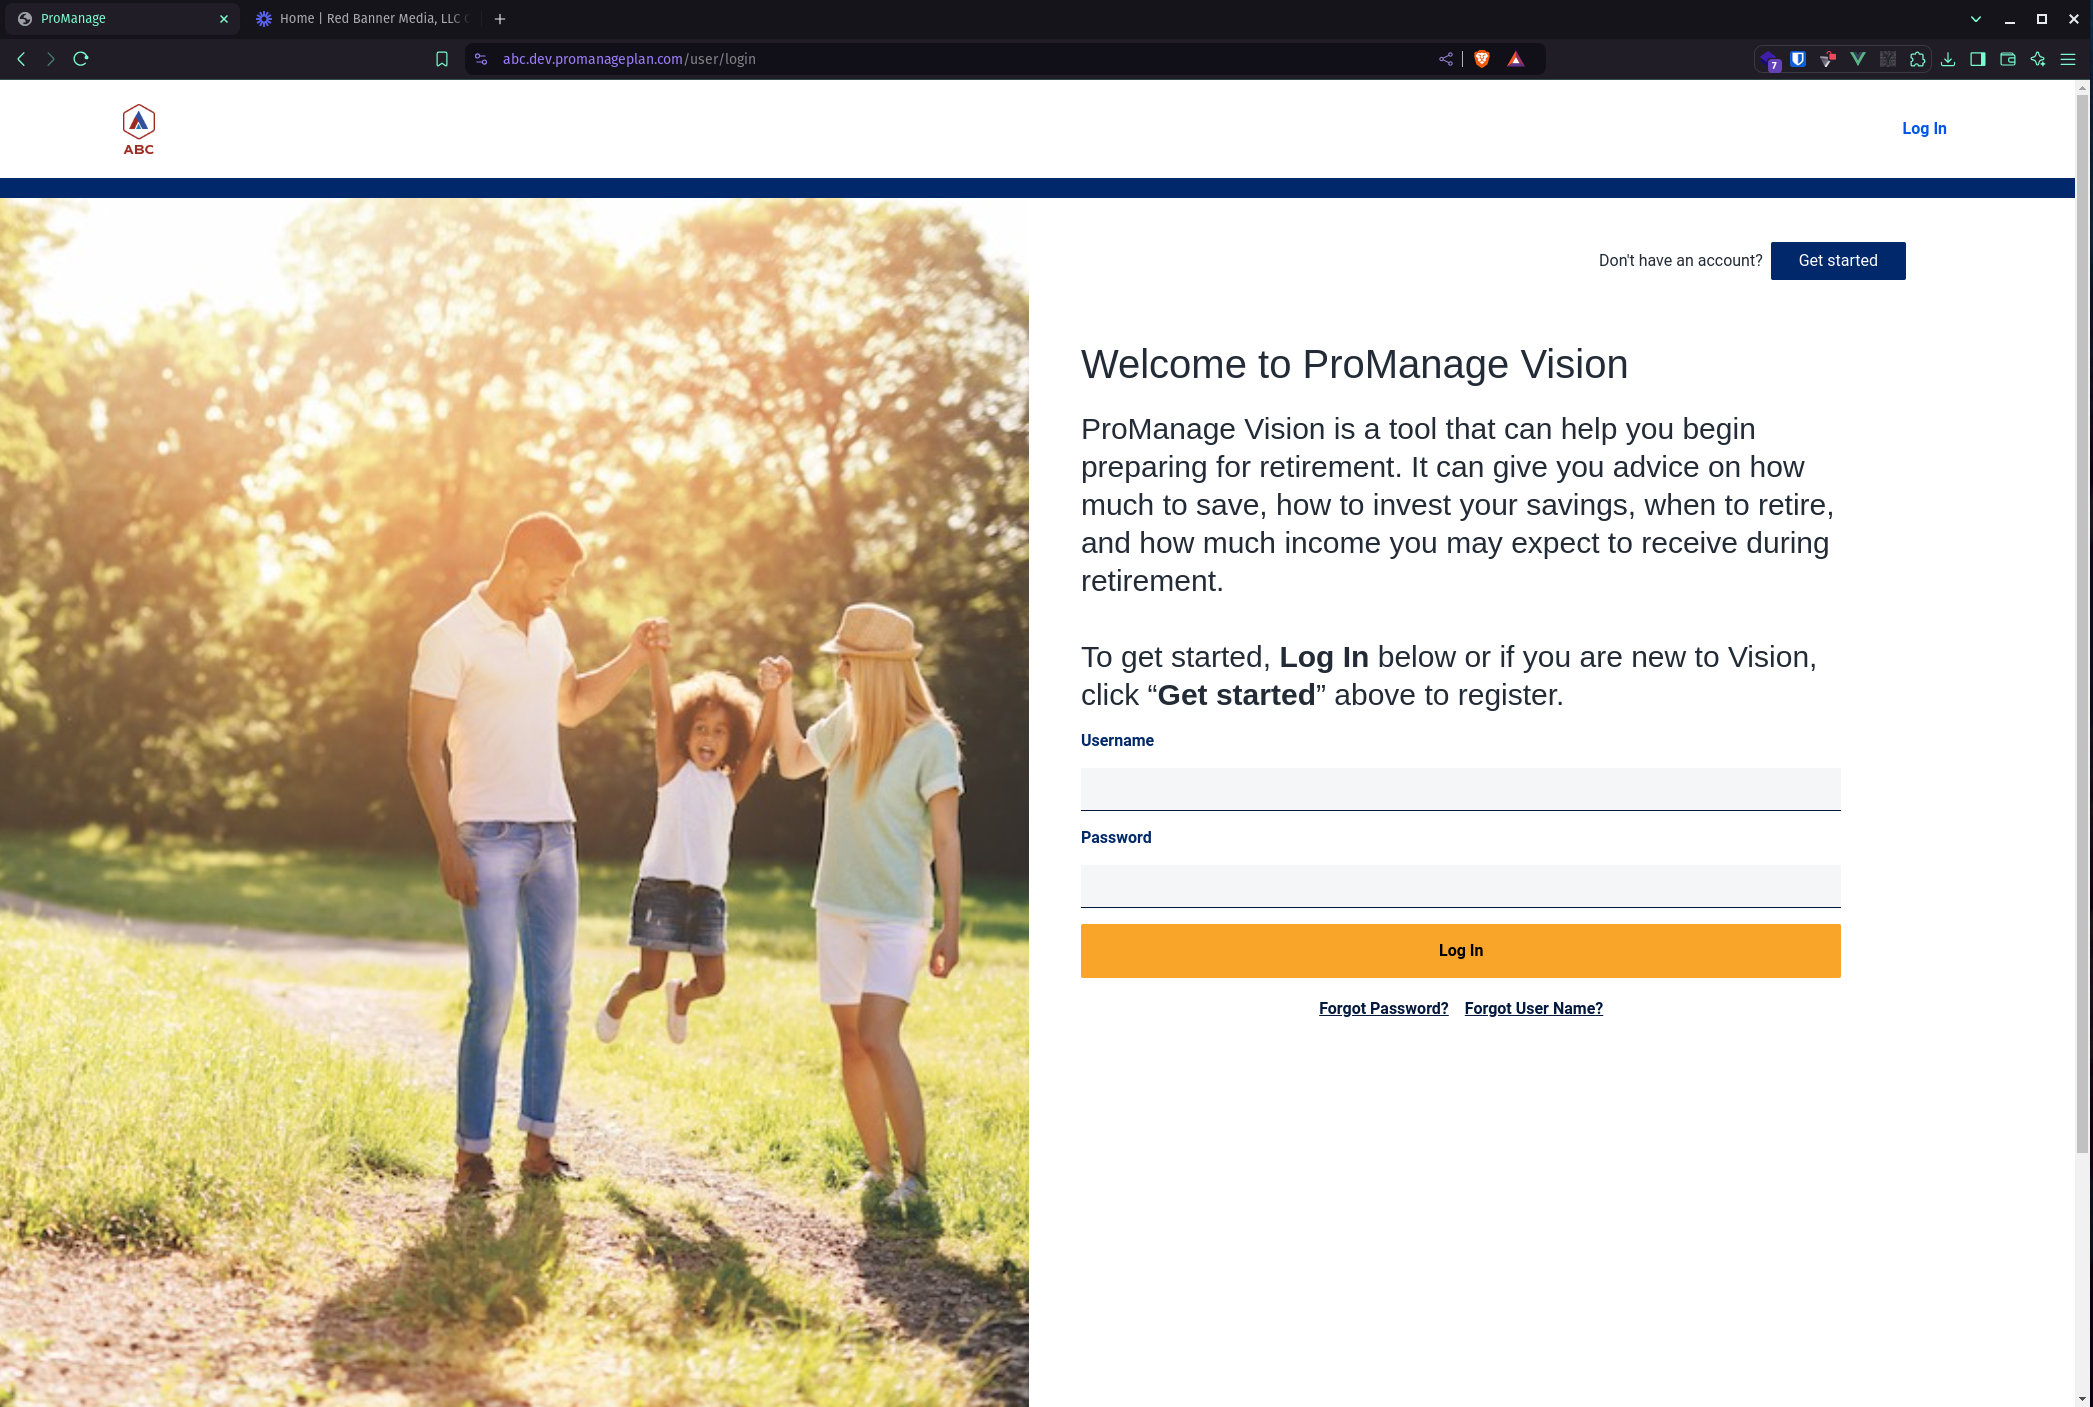 ProManage
Home | Red Banner Media, LLC
abc.dev.promanageplan.com/user/login
7
ABC
Log In
Don't have an account?
Get started
Welcome to ProManage Vision
ProManage Vision is a tool that can help you begin
preparing for retirement. It can give you advice on how
much to save, how to invest your savings, when to retire,
and how much income you may expect to receive during
retirement.
To get started, Log In below or if you are new to Vision,
click “Get started” above to register.
Username
Password
Log In
Forgot Password? Forgot User Name?